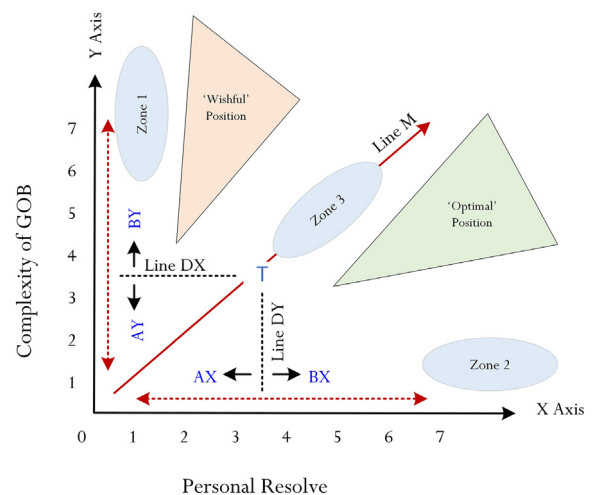 Y Axis
Zone 1
'Wishful'
Position
Line M
7
6
5
4
3
2
1
Complexity of GOB
BY
Line DX
AY
T
Zone 3
'Optimal'
Position
Line DY
AX
BX
Zone 2
X Axis
0 1 2 3 4 5 6 7
Personal Resolve